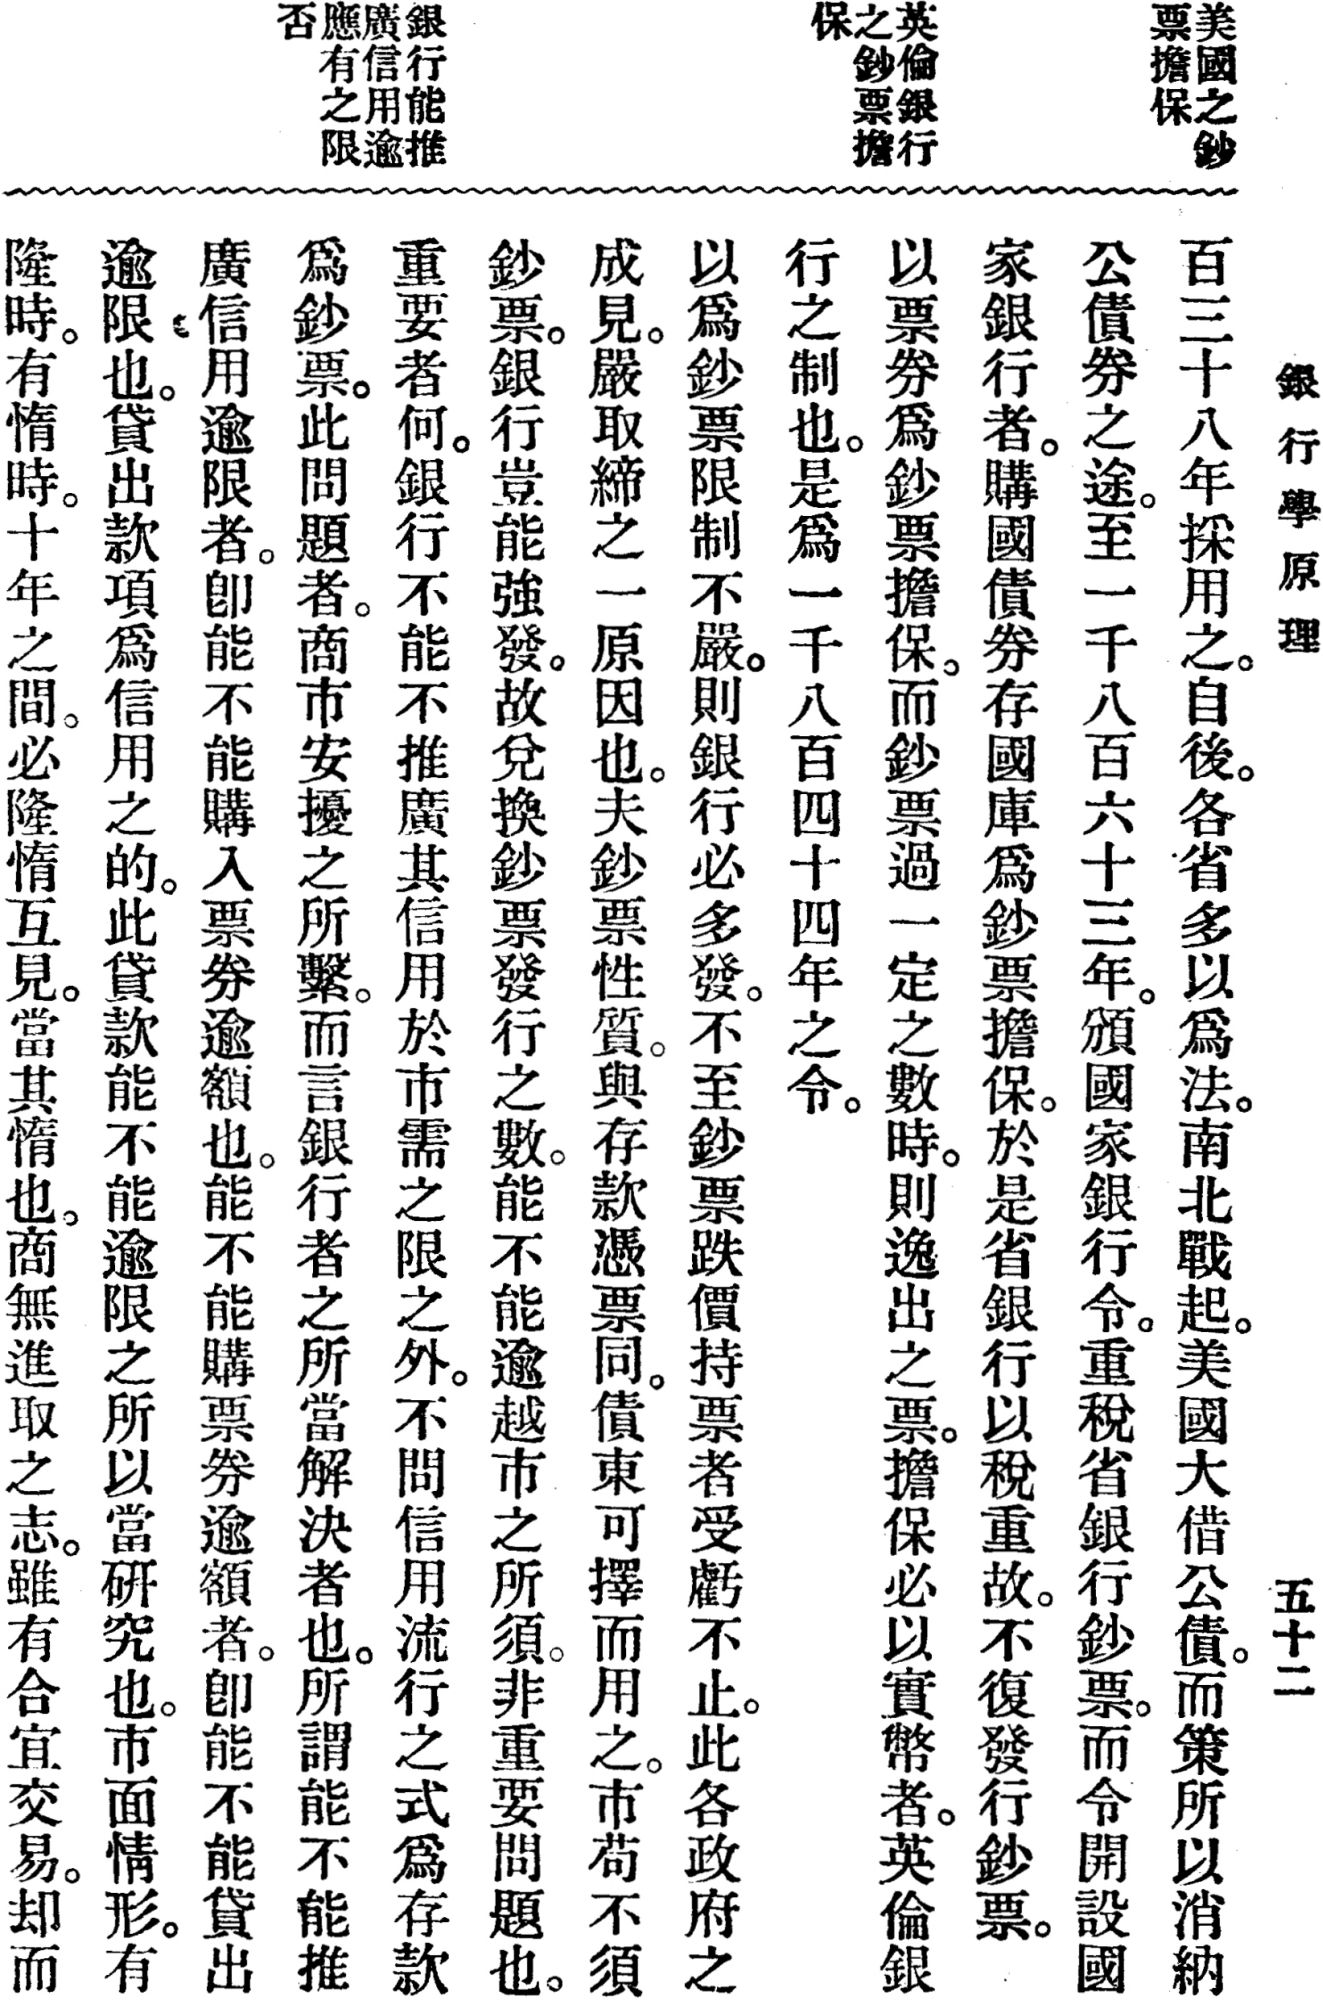 銀行學原理
五十二
美國之鈔
票擔保
英倫銀行
之鈔票擔
保
銀行能推
廣信用逾
應有之限
否
百三十八年採用之。自後。各省多以爲法。南北戰起。美國大借公債。而策所以消納
公債券之途。至一千八百六十三年。頒國家銀行令。重稅省銀行鈔票。而令開設國
家銀行者。購國債券存國庫爲鈔票擔保。於是省銀行以稅重故。不復發行鈔票。
以票券爲鈔票擔保。而鈔票過一定之數時。則逸出之票。擔保必以實幣者。英倫銀
行之制也。是爲一千八百四十四年之令。
以爲鈔票限制不嚴。則銀行必多發。不至鈔票跌價持票者受虧不止。此各政府之
成見。嚴取締之一原因也。夫鈔票性質。與存款憑票同。債東可擇而用之。市苟不須
鈔票。銀行豈能強發。故兌換鈔票發行之數。能不能逾越市之所須。非重要問題也。
重要者何。銀行不能不推廣其信用於市需之限之外。不問信用流行之式爲存款
爲鈔票。此問題者。商市安擾之所繫。而言銀行者之所當解決者也。所謂能不能推
廣信用逾限者。卽能不能購入票券逾額也。能不能購票券逾額者。卽能不能貸出
逾限也。貸出款項爲信用之的。此貸款能不能逾限之所以當研究也。市面情形。有
隆時。有惰時。十年之間。必隆惰互見。當其惰也。商無進取之志。雖有合宜交易。却而